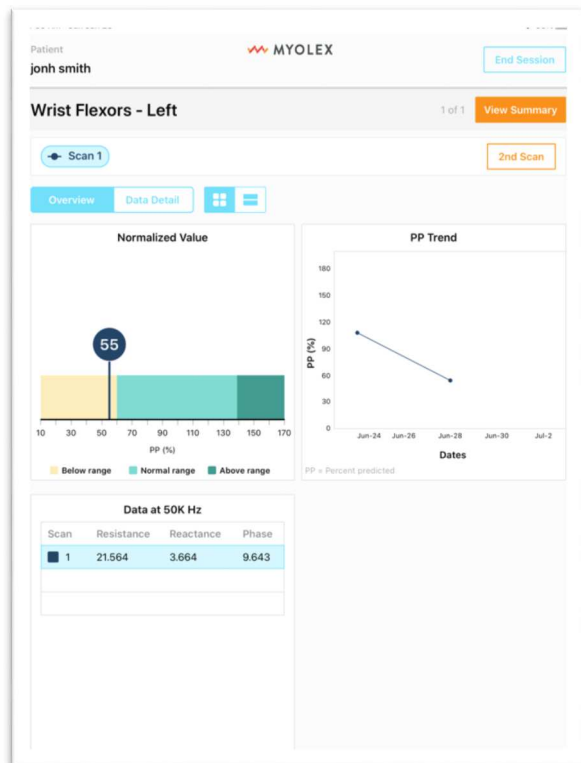 Patient
MYOLEX
jonh smith
End Session
Wrist Flexors - Left
1 of 1
View Summary
Scan 1
2nd Scan
Overview
Data Detail
Normalized Value
55
10 30 50 70 90 110 130 150 170
PP (%)
Below range Normal range Above range
PP Trend
180
150
120
90
60
30
0
PP (%)
Jun-24 Jun-26 Jun-28 Jun-30 Jul-2
Dates
PP = Percent predicted
Data at 50K Hz
Scan Resistance Reactance Phase
1 21.564 3.664 9.643